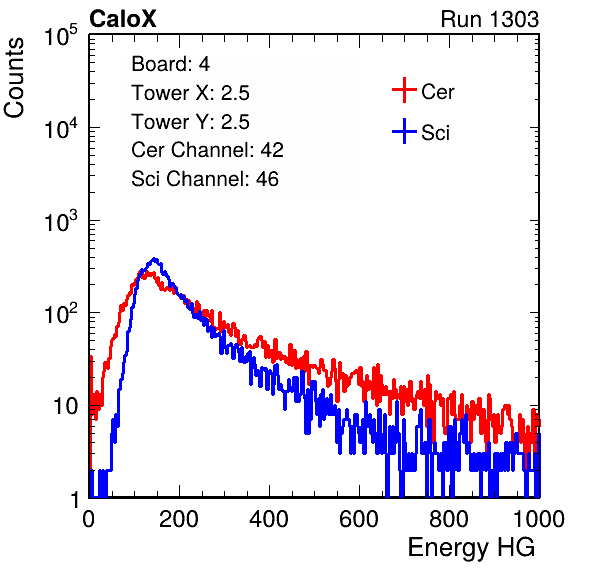 CaloX Run 1303
Counts
10^5
10^4
10^3
10^2
10
1
Board: 4
Tower X: 2.5
Tower Y: 2.5
Cer Channel: 42
Sci Channel: 46
Cer
Sci
0 200 400 600 800 1000
Energy HG